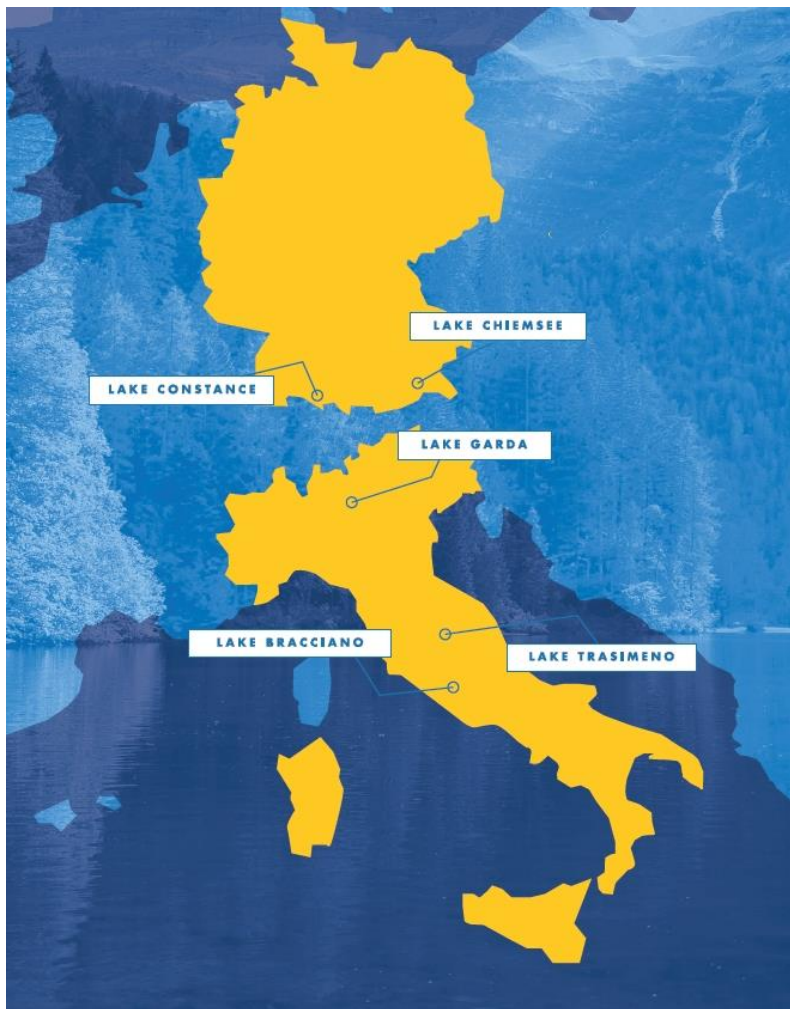 LAKE CHIEMSEE
LAKE CONSTANCE
LAKE GARDA
LAKE BRACCIANO
LAKE TRASIMENO